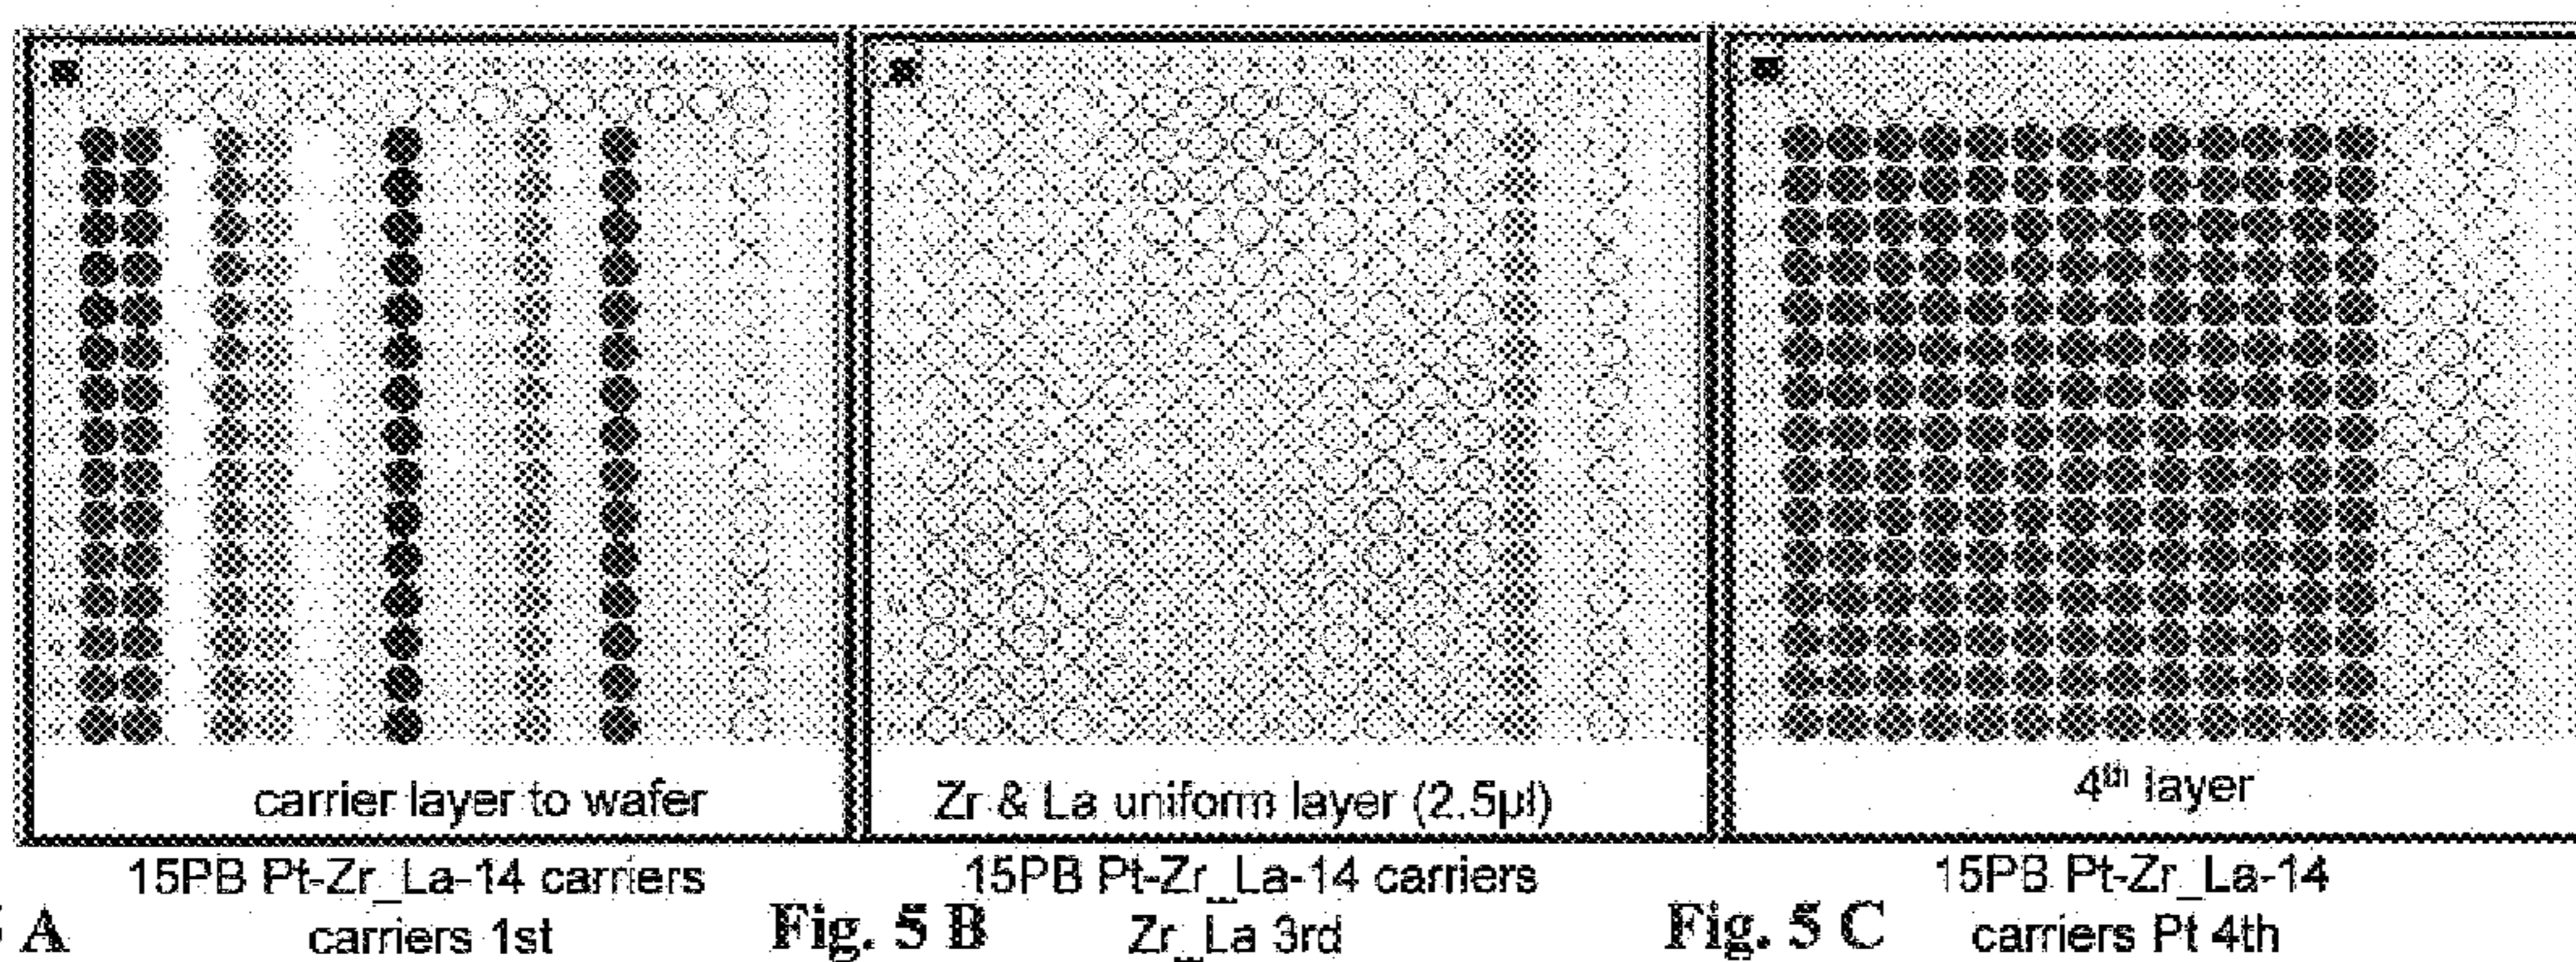 carrier layer to wafer
15PB Pt-Zr_La-14 carriers
carriers 1st
A
Zr & La uniform layer (2.5µl)
15PB Pt-Zr_La-14 carriers
Zr_La 3rd
Fig. 5 B
4th layer
15PB Pt-Zr_La-14
carriers Pt 4th
Fig. 5 C